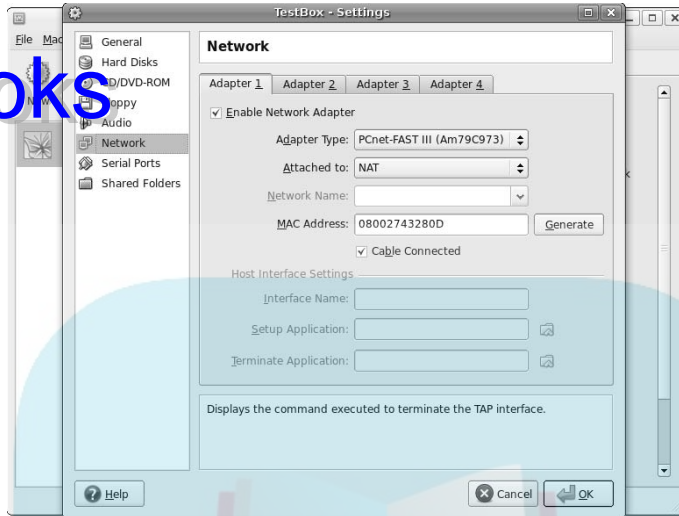 TestBox - Settings
File Mac
oks
General
Hard Disks
CD/DVD-ROM
Floppy
Audio
Network
Serial Ports
Shared Folders
Network
Adapter 1 Adapter 2 Adapter 3 Adapter 4
Enable Network Adapter
Adapter Type: PCnet-FAST III (Am79C973)
Attached to: NAT
Network Name:
MAC Address: 08002743280D Generate
Cable Connected
Host Interface Settings
Interface Name:
Setup Application:
Terminate Application:
Displays the command executed to terminate the TAP interface.
Help Cancel OK